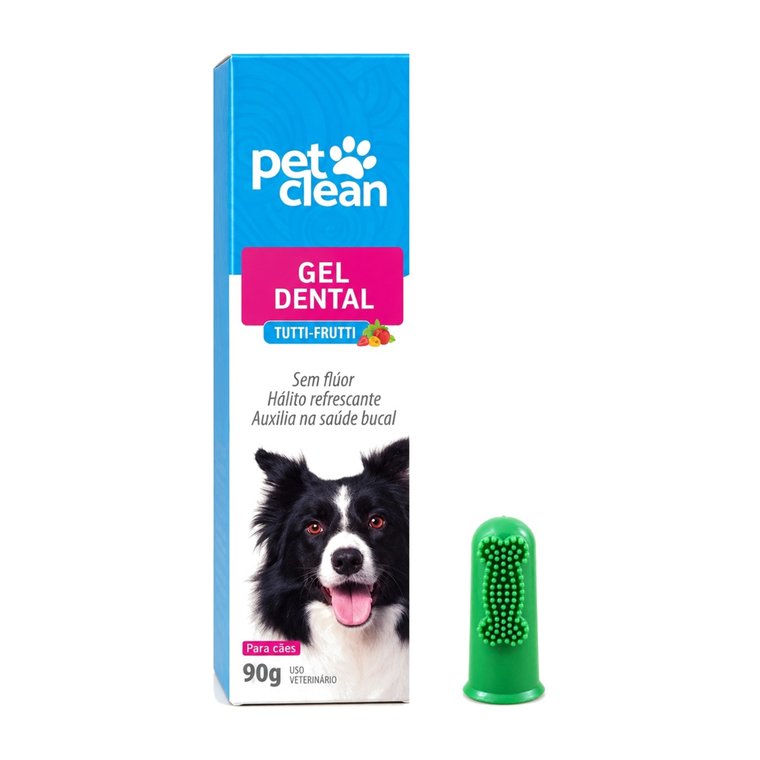 pet
clean
GEL
DENTAL
TUTTI-FRUTTI
Sem flúor
Hálito refrescante
Auxilia na saúde bucal
Para cães
90g USO
VETERINÁRIO